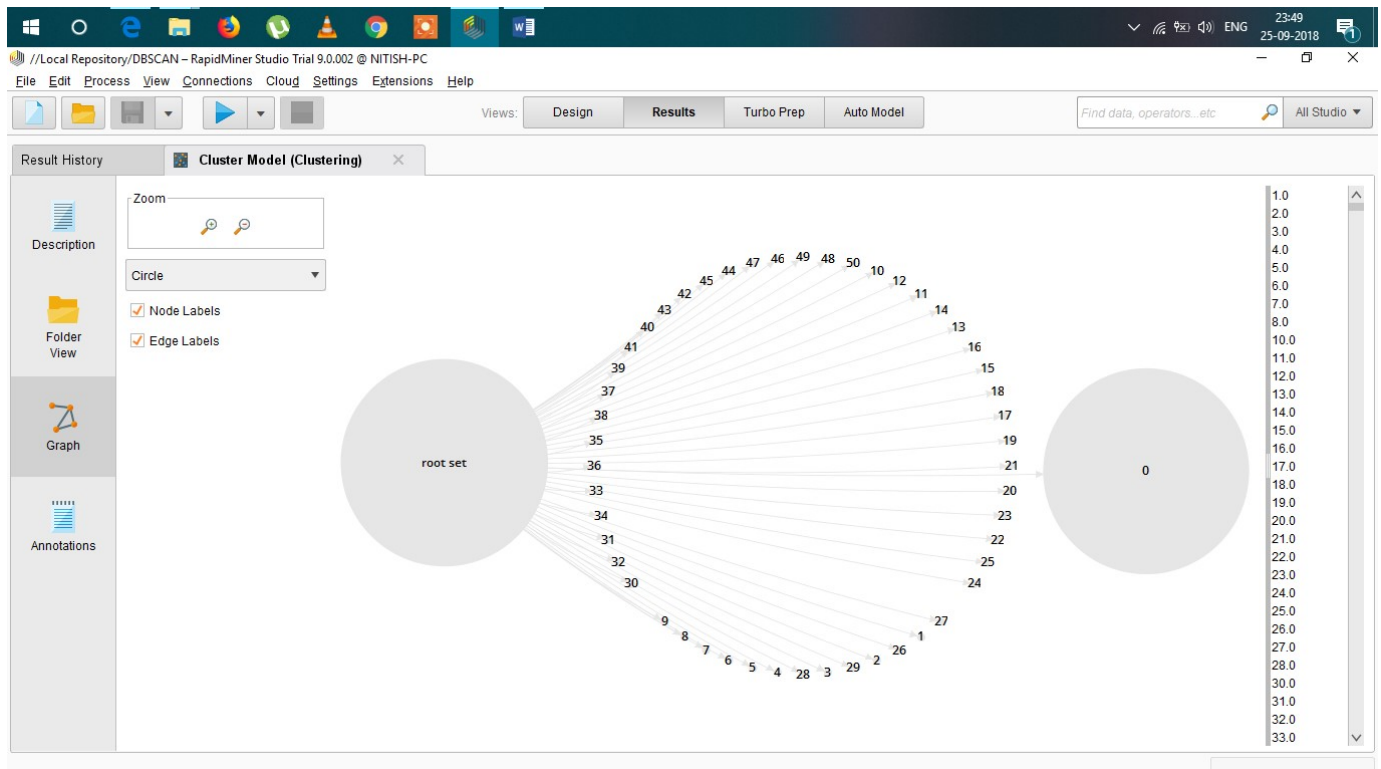 W
ENG
23:49
25-09-2018
1
//Local Repository/DBSCAN – RapidMiner Studio Trial 9.0.002 @ NITISH-PC
File Edit Process View Connections Cloud Settings Extensions Help
Views: Design Results Turbo Prep Auto Model
Find data, operators...etc
All Studio
Result History
Cluster Model (Clustering)
Description
Folder
View
Graph
Annotations
Zoom
Circle
Node Labels
Edge Labels
root set
0
44 47 46 49 48 50
45 10
42 12
43 11
40 14
13
41 16
39 15
37 18
38 17
35 19
36 21
33 20
34 23
31 22
32 25
30 24
9 27
8 1
7 26
6 5 4 28 3 29 2
1.0
2.0
3.0
4.0
5.0
6.0
7.0
8.0
10.0
11.0
12.0
13.0
14.0
15.0
16.0
17.0
18.0
19.0
20.0
21.0
22.0
23.0
24.0
25.0
26.0
27.0
28.0
30.0
31.0
32.0
33.0